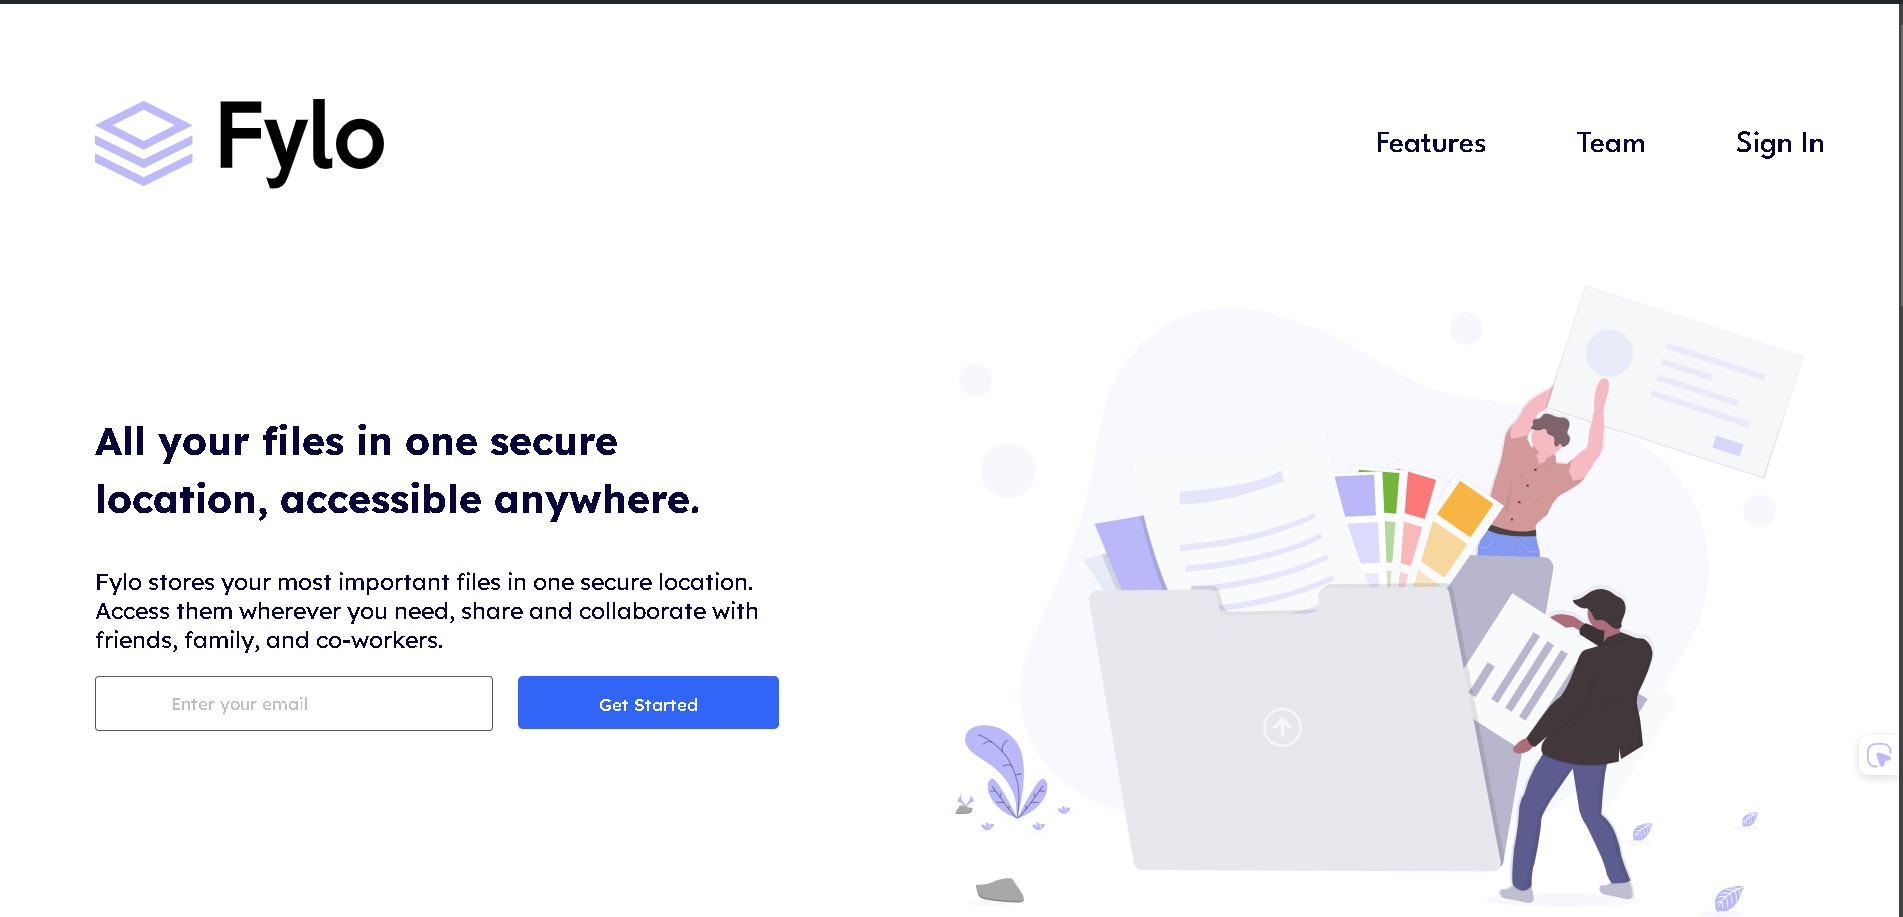 Fylo
Features
Team
Sign In
All your files in one secure
location, accessible anywhere.
Fylo stores your most important files in one secure location.
Access them wherever you need, share and collaborate with
friends, family, and co-workers.
Enter your email
Get Started